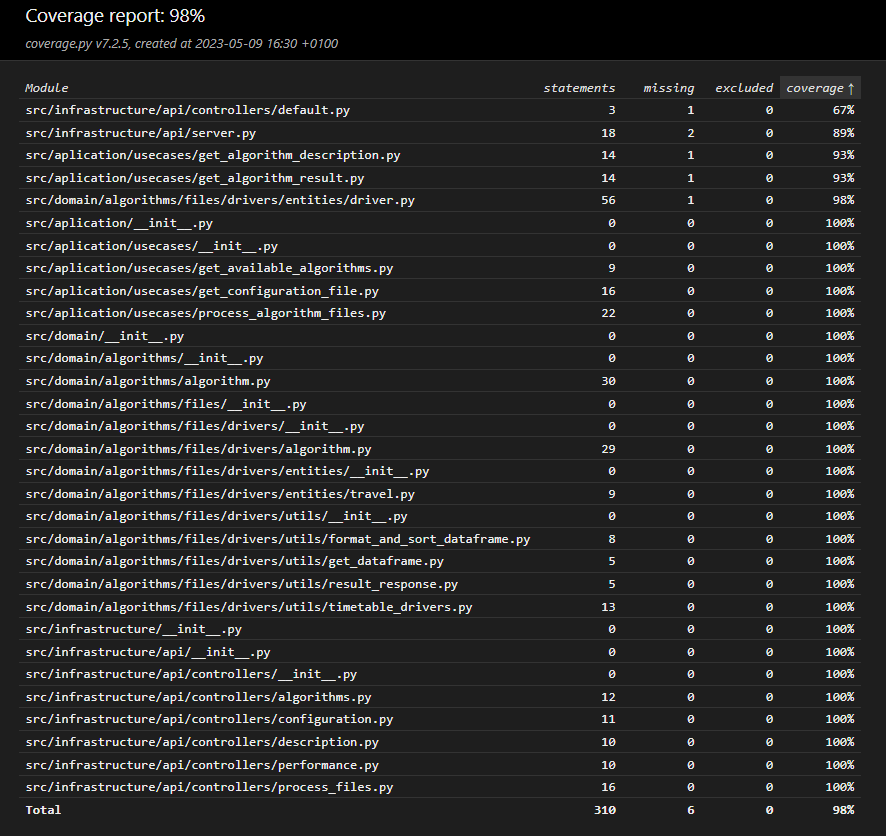 Coverage report: 98%
coverage.py v7.2.5, created at 2023-05-09 16:30 +0100
Module statements missing excluded coverage ↑
src/infrastructure/api/controllers/default.py 3 1 0 67%
src/infrastructure/api/server.py 18 2 0 89%
src/aplication/usecases/get_algorithm_description.py 14 1 0 93%
src/aplication/usecases/get_algorithm_result.py 14 1 0 93%
src/domain/algorithms/files/drivers/entities/driver.py 56 1 0 98%
src/aplication/__init__.py 0 0 0 100%
src/aplication/usecases/__init__.py 0 0 0 100%
src/aplication/usecases/get_available_algorithms.py 9 0 0 100%
src/aplication/usecases/get_configuration_file.py 16 0 0 100%
src/aplication/usecases/process_algorithm_files.py 22 0 0 100%
src/domain/__init__.py 0 0 0 100%
src/domain/algorithms/__init__.py 0 0 0 100%
src/domain/algorithms/algorithm.py 30 0 0 100%
src/domain/algorithms/files/__init__.py 0 0 0 100%
src/domain/algorithms/files/drivers/__init__.py 0 0 0 100%
src/domain/algorithms/files/drivers/algorithm.py 29 0 0 100%
src/domain/algorithms/files/drivers/entities/__init__.py 0 0 0 100%
src/domain/algorithms/files/drivers/entities/travel.py 9 0 0 100%
src/domain/algorithms/files/drivers/utils/__init__.py 0 0 0 100%
src/domain/algorithms/files/drivers/utils/format_and_sort_dataframe.py 8 0 0 100%
src/domain/algorithms/files/drivers/utils/get_dataframe.py 5 0 0 100%
src/domain/algorithms/files/drivers/utils/result_response.py 5 0 0 100%
src/domain/algorithms/files/drivers/utils/timetable_drivers.py 13 0 0 100%
src/infrastructure/__init__.py 0 0 0 100%
src/infrastructure/api/__init__.py 0 0 0 100%
src/infrastructure/api/controllers/__init__.py 0 0 0 100%
src/infrastructure/api/controllers/algorithms.py 12 0 0 100%
src/infrastructure/api/controllers/configuration.py 11 0 0 100%
src/infrastructure/api/controllers/description.py 10 0 0 100%
src/infrastructure/api/controllers/performance.py 10 0 0 100%
src/infrastructure/api/controllers/process_files.py 16 0 0 100%
Total 310 6 0 98%